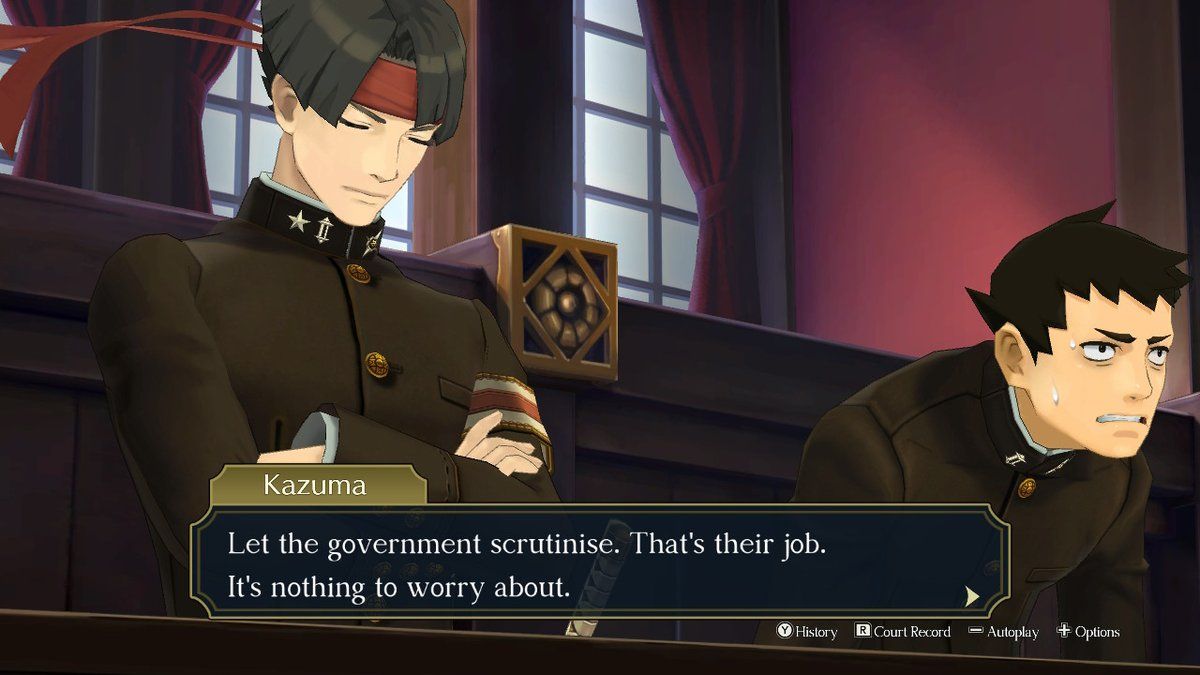 Kazuma
Let the government scrutinise. That's their job.
It's nothing to worry about.
Y History R Court Record Autoplay Options